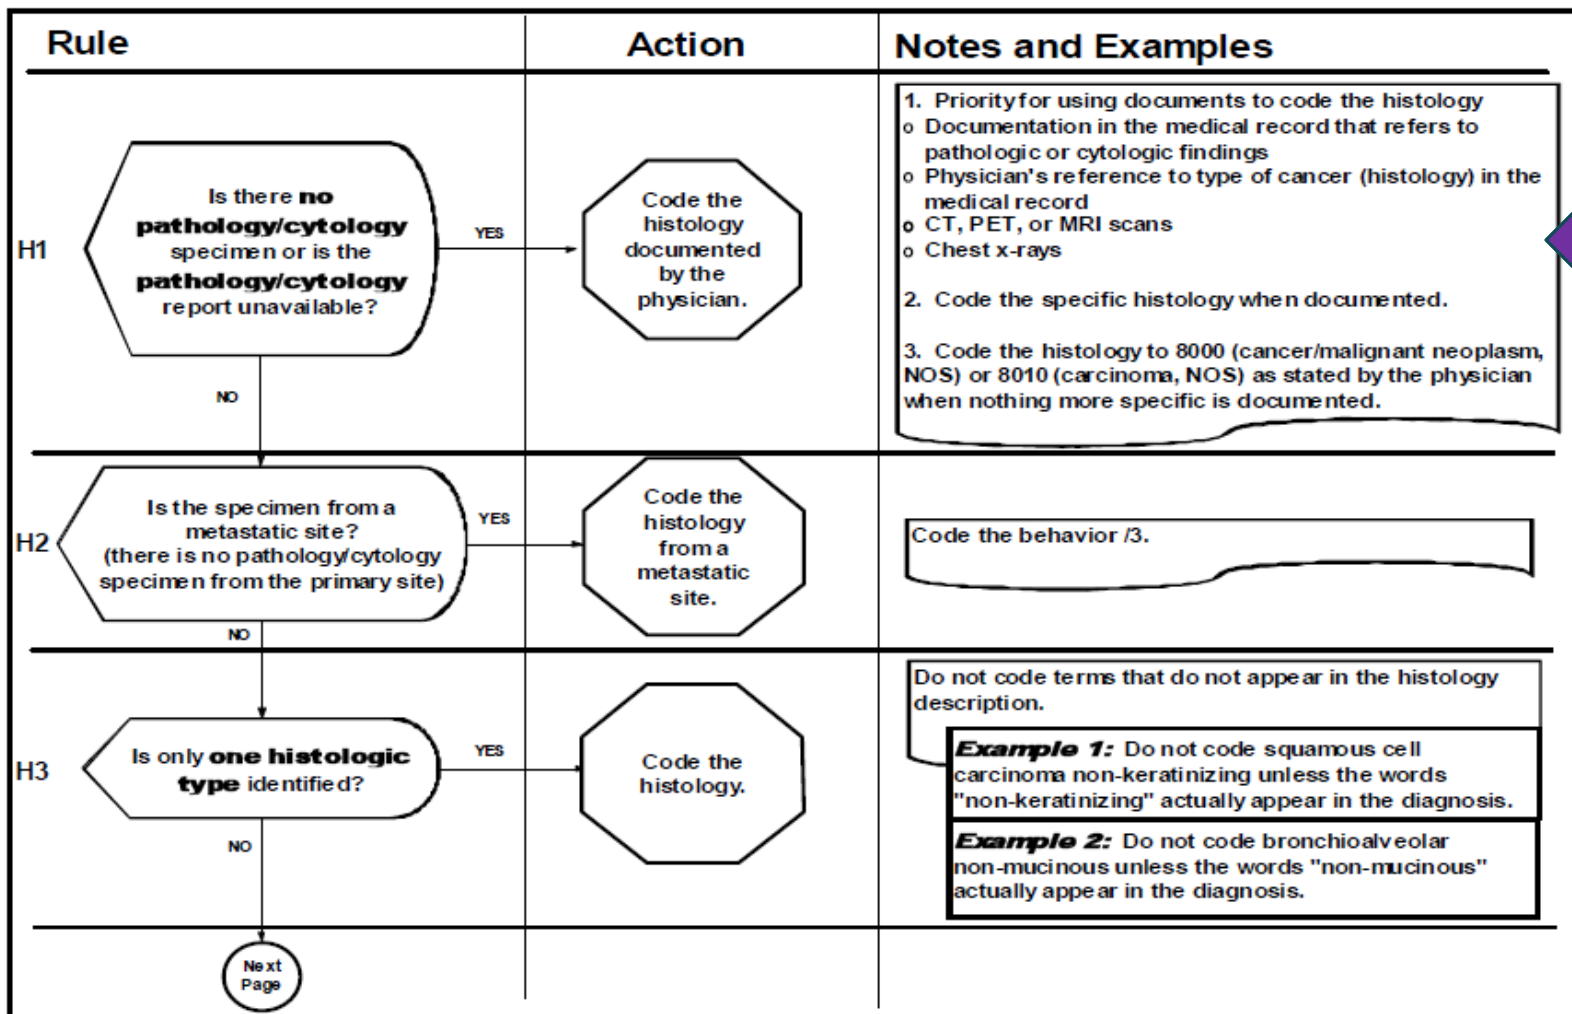 Rule
Action
Notes and Examples
H1
Is there no
pathology/cytology
specimen or is the
pathology/cytology
report unavailable?
YES
NO
Code the
histology
documented
by the
physician.
1. Priority for using documents to code the histology
o Documentation in the medical record that refers to
pathologic or cytologic findings
o Physician's reference to type of cancer (histology) in the
medical record
o CT, PET, or MRI scans
o Chest x-rays
2. Code the specific histology when documented.
3. Code the histology to 8000 (cancer/malignant neoplasm,
NOS) or 8010 (carcinoma, NOS) as stated by the physician
when nothing more specific is documented.
H2
Is the specimen from a
metastatic site?
(there is no pathology/cytology
specimen from the primary site)
YES
NO
Code the
histology
from a
metastatic
site.
Code the behavior /3.
H3
Is only one histologic
type identified?
YES
NO
Code the
histology.
Do not code terms that do not appear in the histology
description.
Example 1: Do not code squamous cell
carcinoma non-keratinizing unless the words
"non-keratinizing" actually appear in the diagnosis.
Example 2: Do not code bronchioalveolar
non-mucinous unless the words "non-mucinous"
actually appear in the diagnosis.
Next
Page